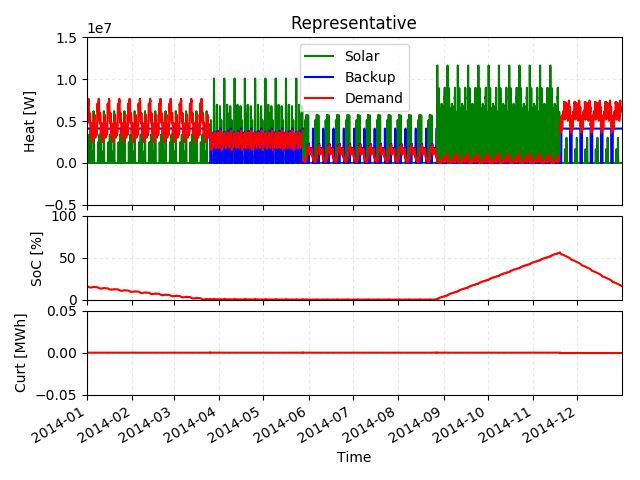 Representative
1e7
1.5
1.0
0.5
0.0
−0.5
Heat [W]
Solar
Backup
Demand
100
50
0
SoC [%]
0.05
0.00
−0.05
Curt [MWh]
2014-01
2014-02
2014-03
2014-04
2014-05
2014-06
2014-07
2014-08
2014-09
2014-10
2014-11
2014-12
Time